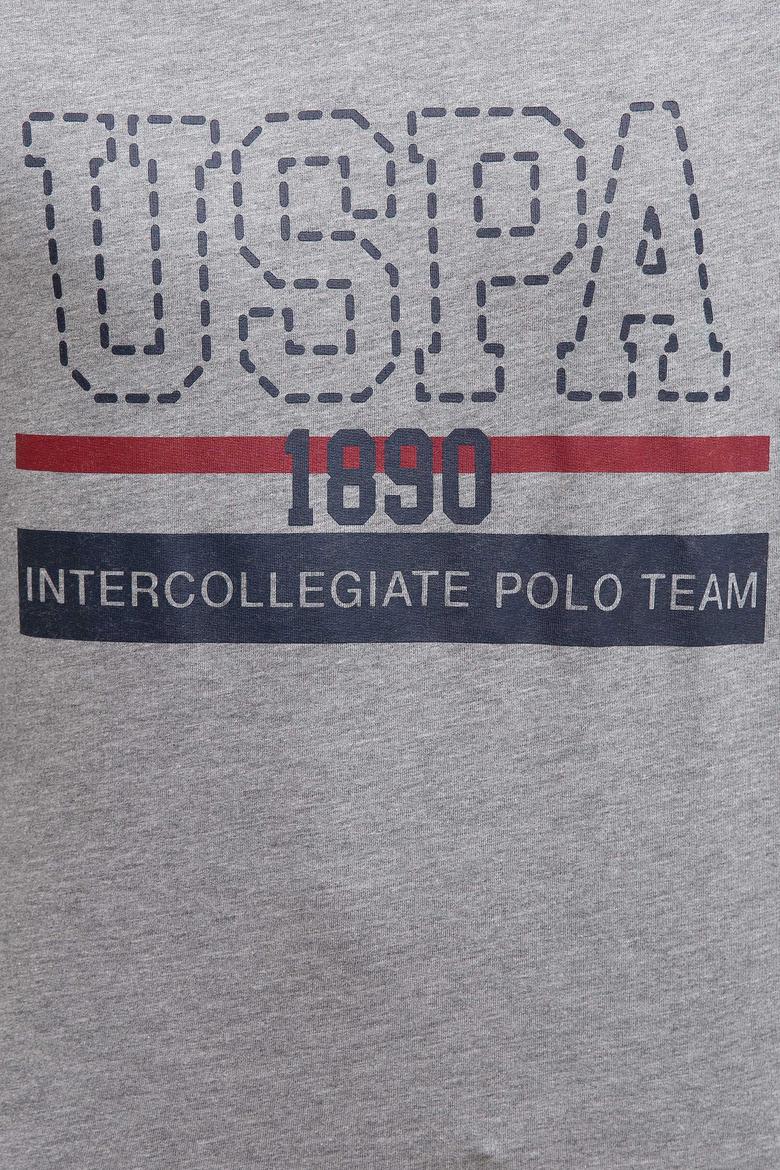 USPA
1890
INTERCOLLEGIATE POLO TEAM